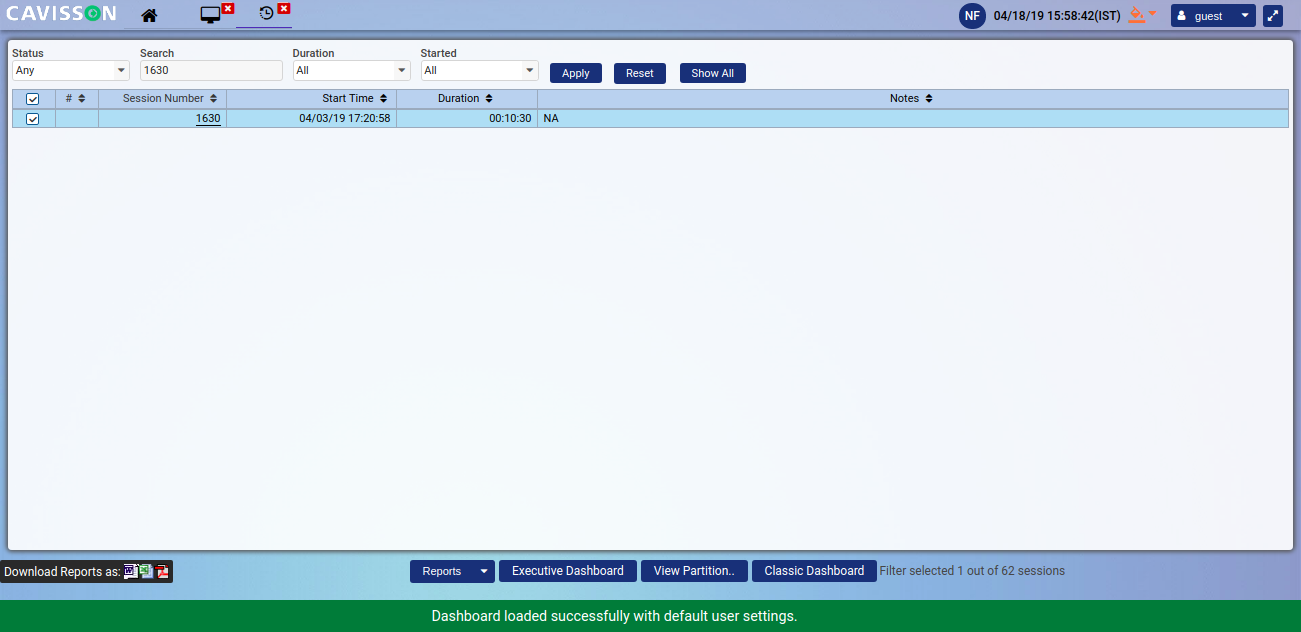 CAVISSON
NF 04/18/19 15:58:42(IST) guest
Status Search Duration Started
Any 1630 All All Apply Reset Show All
# Session Number Start Time Duration Notes
1630 04/03/19 17:20:58 00:10:30 NA
Download Reports as: Reports Executive Dashboard View Partition.. Classic Dashboard Filter selected 1 out of 62 sessions
Dashboard loaded successfully with default user settings.